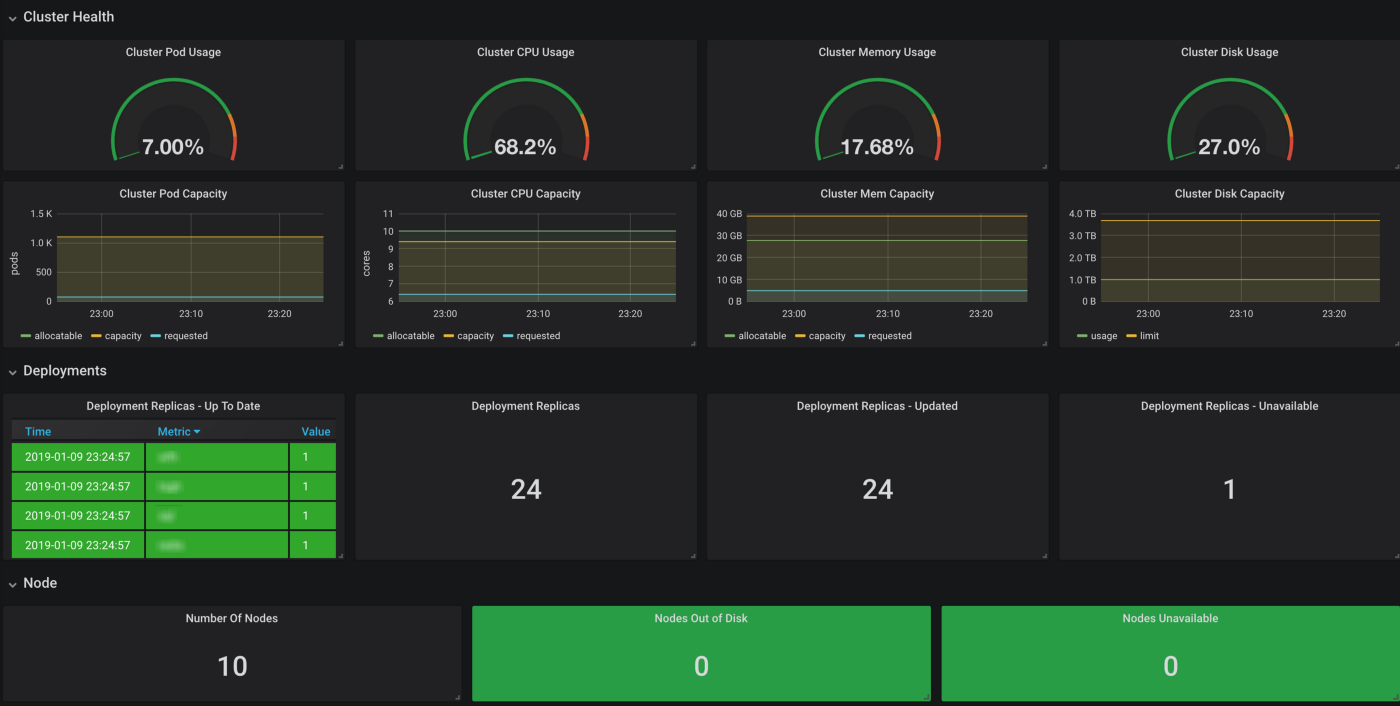 Cluster Health
Cluster Pod Usage
7.00%
Cluster CPU Usage
68.2%
Cluster Memory Usage
17.68%
Cluster Disk Usage
27.0%
Cluster Pod Capacity
pods
1.5 K
1.0 K
500
0
23:00 23:10 23:20
allocatable capacity requested
Cluster CPU Capacity
cores
11
10
9
8
7
6
23:00 23:10 23:20
allocatable capacity requested
Cluster Mem Capacity
40 GB
30 GB
20 GB
10 GB
0 B
23:00 23:10 23:20
allocatable capacity requested
Cluster Disk Capacity
4.0 TB
3.0 TB
2.0 TB
1.0 TB
0 B
23:00 23:10 23:20
usage limit
Deployments
Deployment Replicas - Up To Date
Time Metric Value
2019-01-09 23:24:57 1
2019-01-09 23:24:57 1
2019-01-09 23:24:57 1
2019-01-09 23:24:57 1
Deployment Replicas
24
Deployment Replicas - Updated
24
Deployment Replicas - Unavailable
1
Node
Number Of Nodes
10
Nodes Out of Disk
0
Nodes Unavailable
0